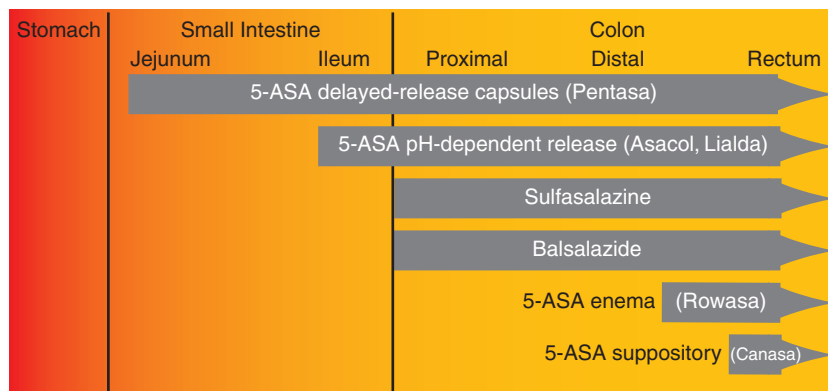 Stomach Small Intestine Colon
Jejunum Ileum Proximal Distal Rectum
5-ASA delayed-release capsules (Pentasa)
5-ASA pH-dependent release (Asacol, Lialda)
Sulfasalazine
Balsalazide
5-ASA enema (Rowasa)
5-ASA suppository (Canasa)